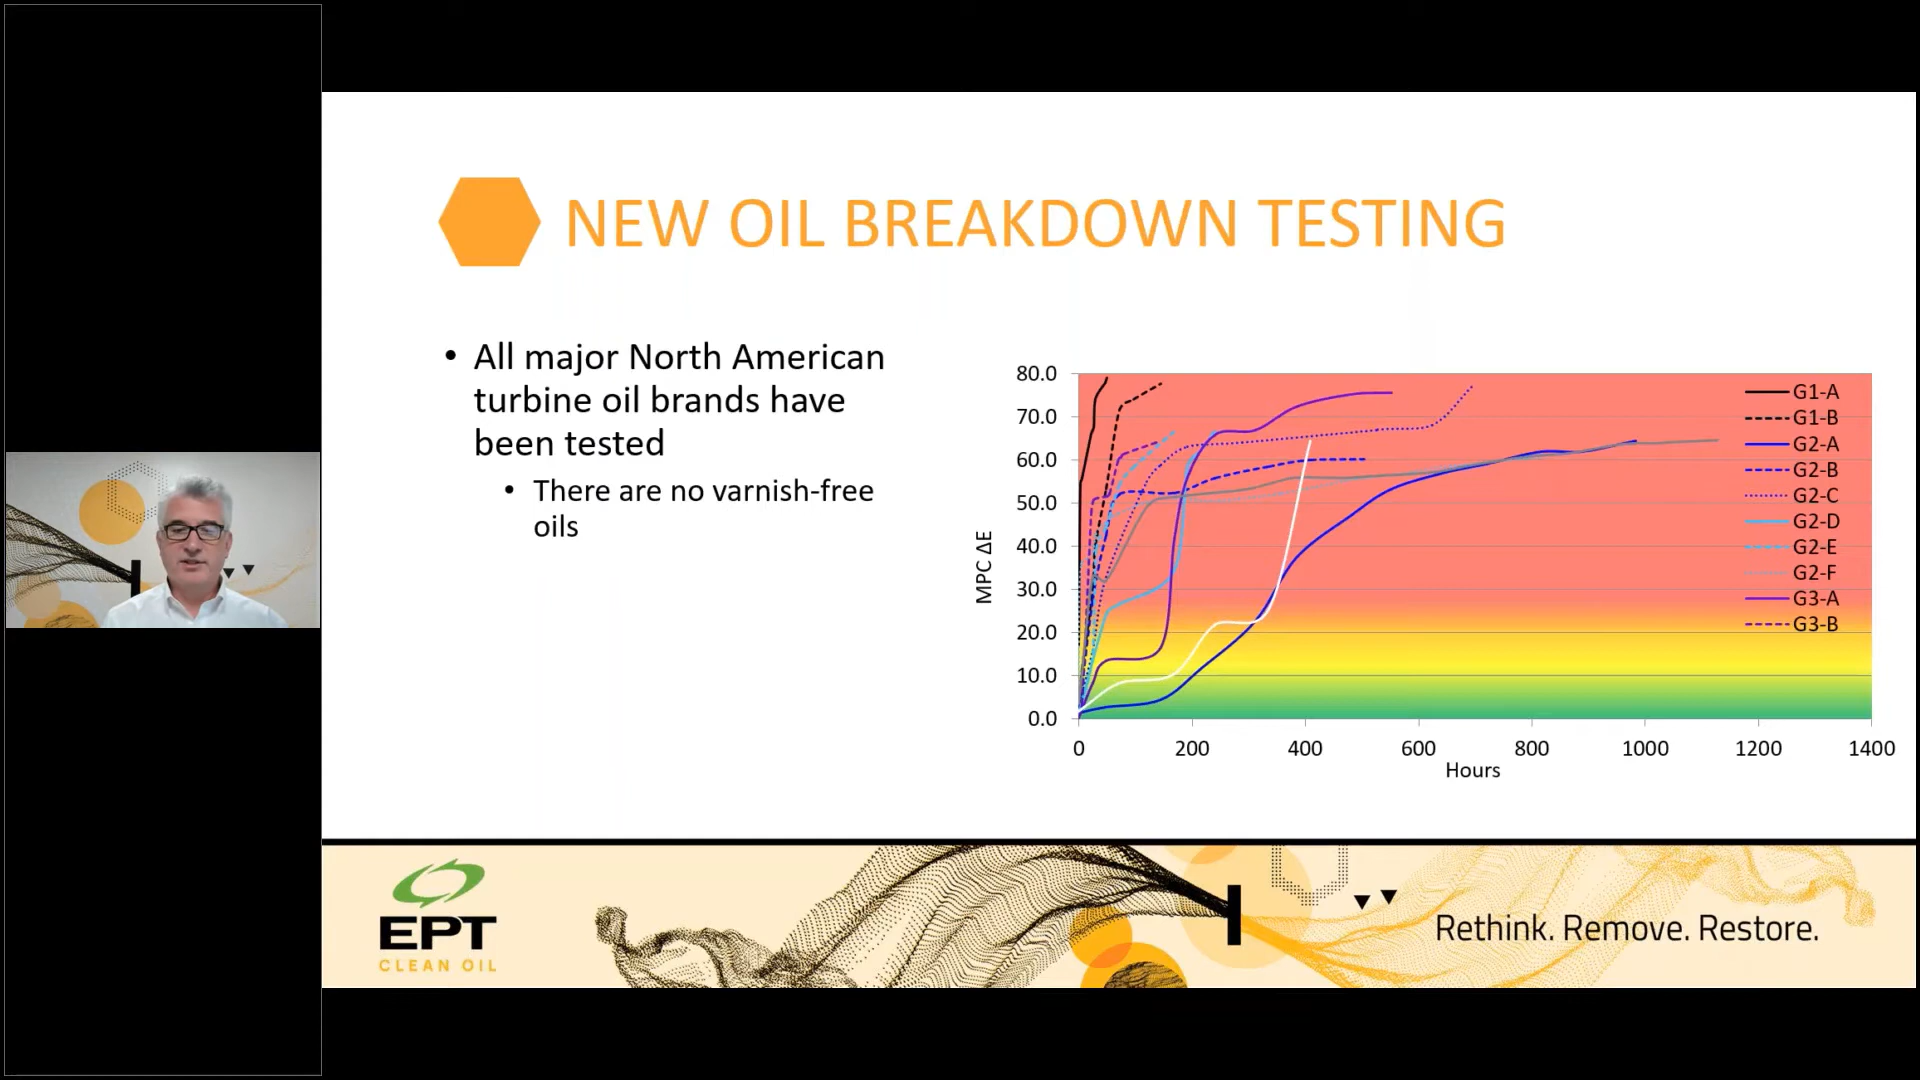 NEW OIL BREAKDOWN TESTING
• All major North American
turbine oil brands have
been tested
• There are no varnish-free
oils
80.0
70.0
60.0
50.0
40.0
30.0
20.0
10.0
0.0
MPC ΔE
0 200 400 600 800 1000 1200 1400
Hours
G1-A
G1-B
G2-A
G2-B
G2-C
G2-D
G2-E
G2-F
G3-A
G3-B
EPT
CLEAN OIL
Rethink. Remove. Restore.